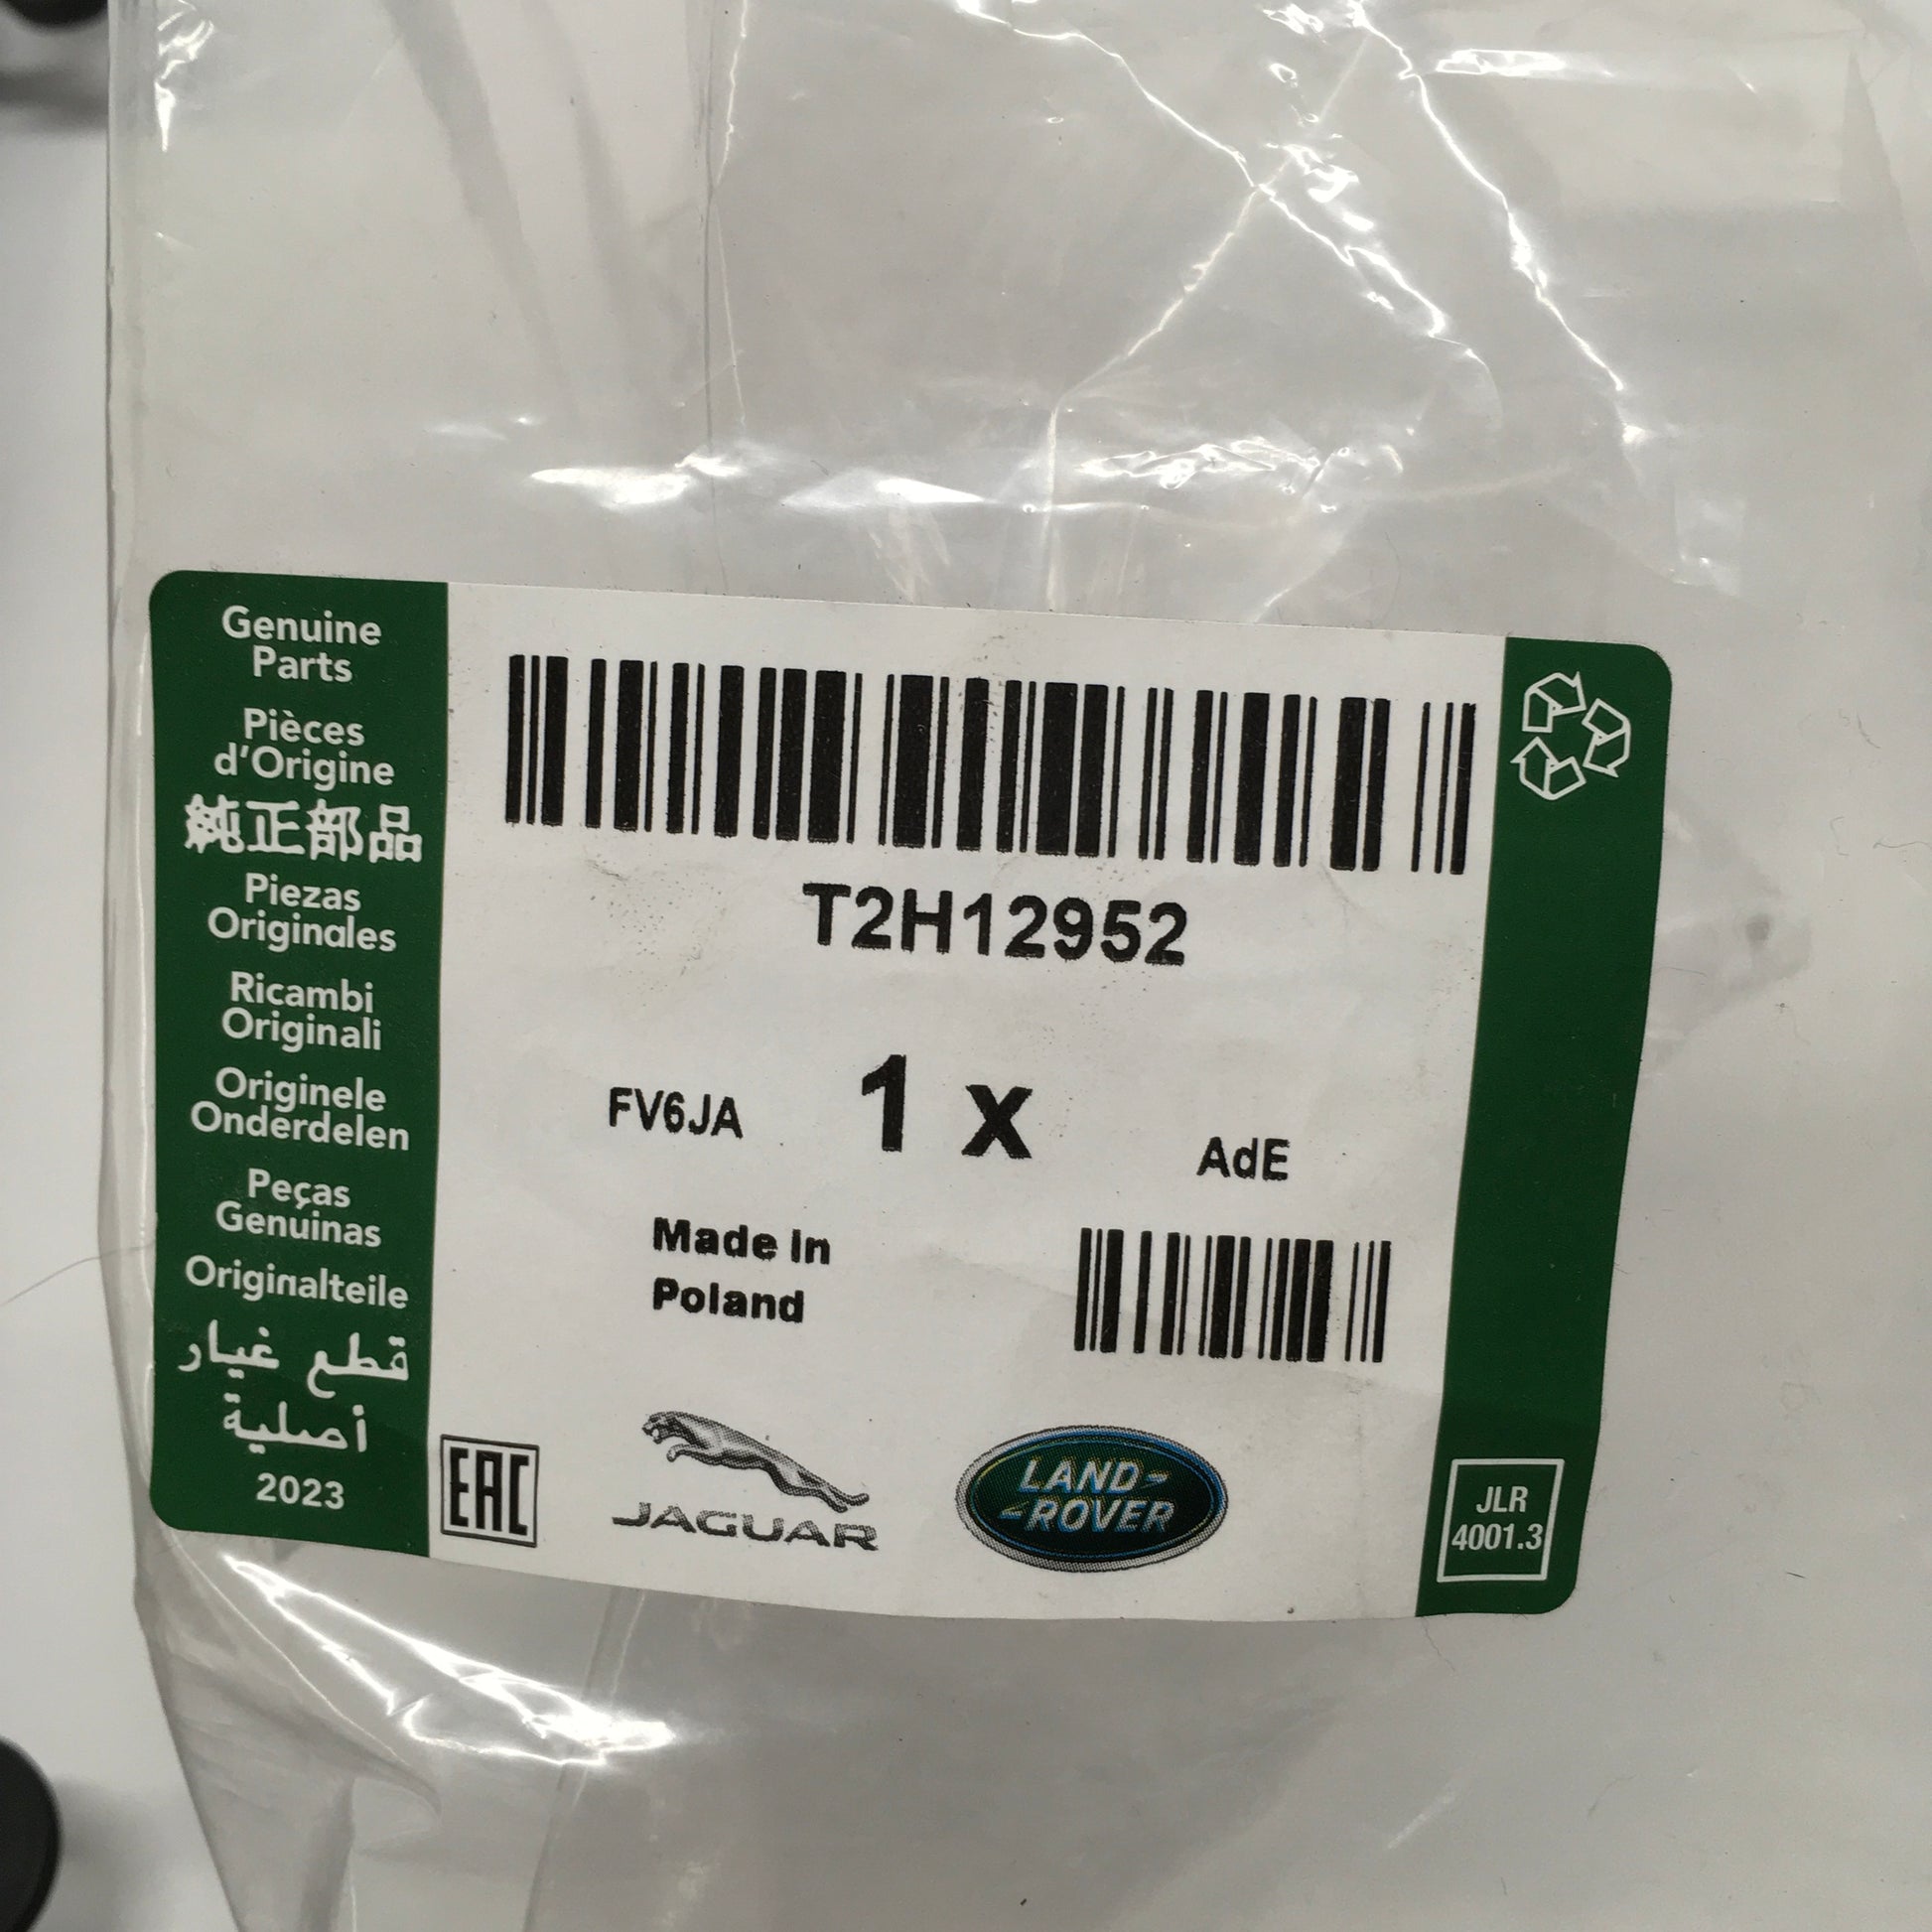 Genuine
Parts
Pièces
d'Origine
純正部品
Piezas
Originales
Ricambi
Originali
Originele
Onderdelen
Peças
Genuinas
Originalteile
قطع غيار
أصلية
2023
T2H12952
FV6JA 1 x AdE
Made in
Poland
EAC
JAGUAR
LAND-
-ROVER
JLR
4001.3